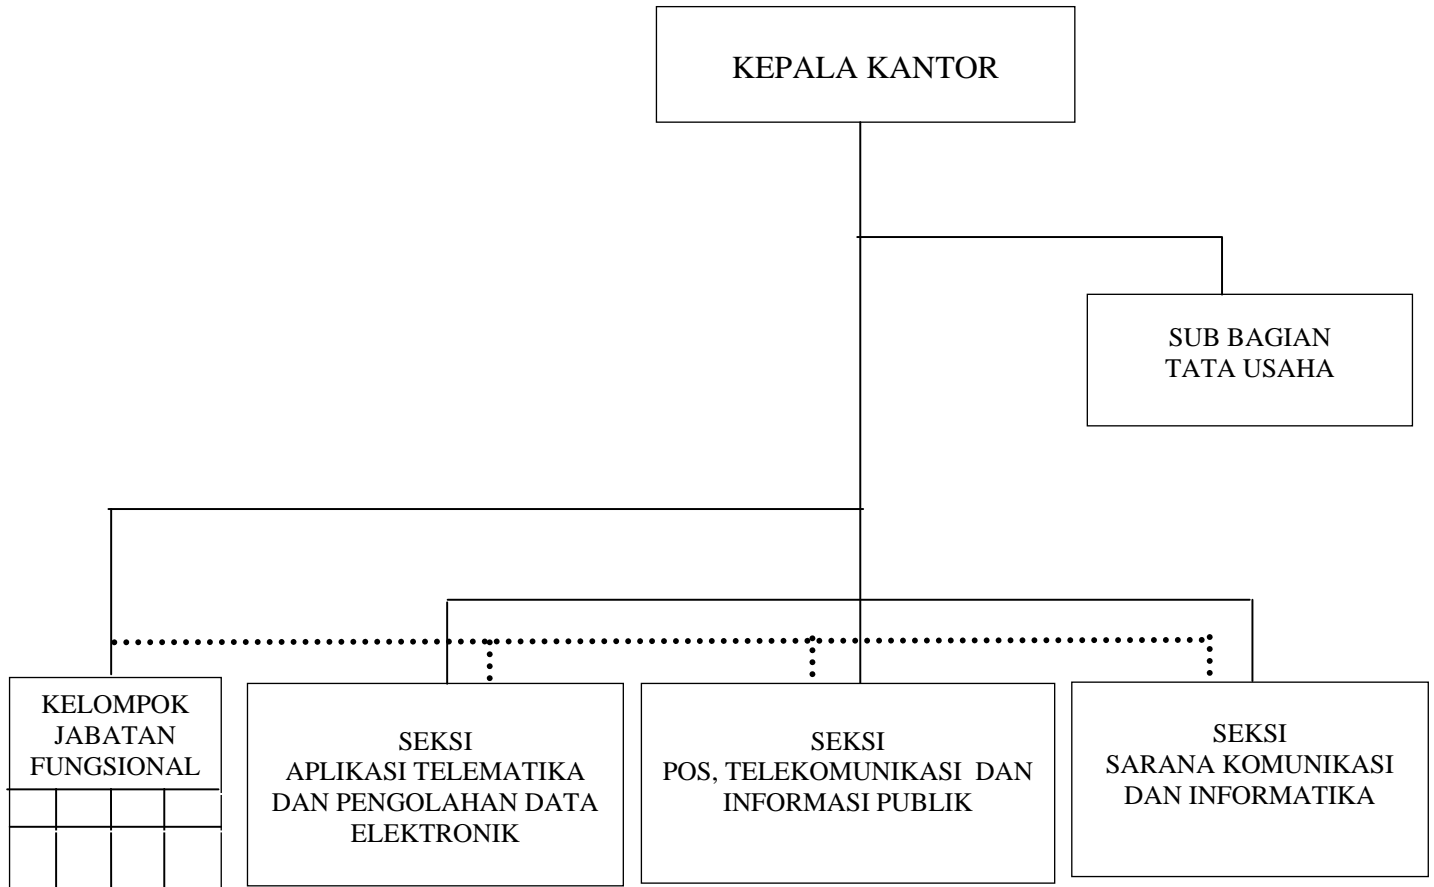 KEPALA KANTOR
SUB BAGIAN
TATA USAHA
KELOMPOK
JABATAN
FUNGSIONAL
SEKSI
APLIKASI TELEMATIKA
DAN PENGOLAHAN DATA
ELEKTRONIK
SEKSI
POS, TELEKOMUNIKASI DAN
INFORMASI PUBLIK
SEKSI
SARANA KOMUNIKASI
DAN INFORMATIKA